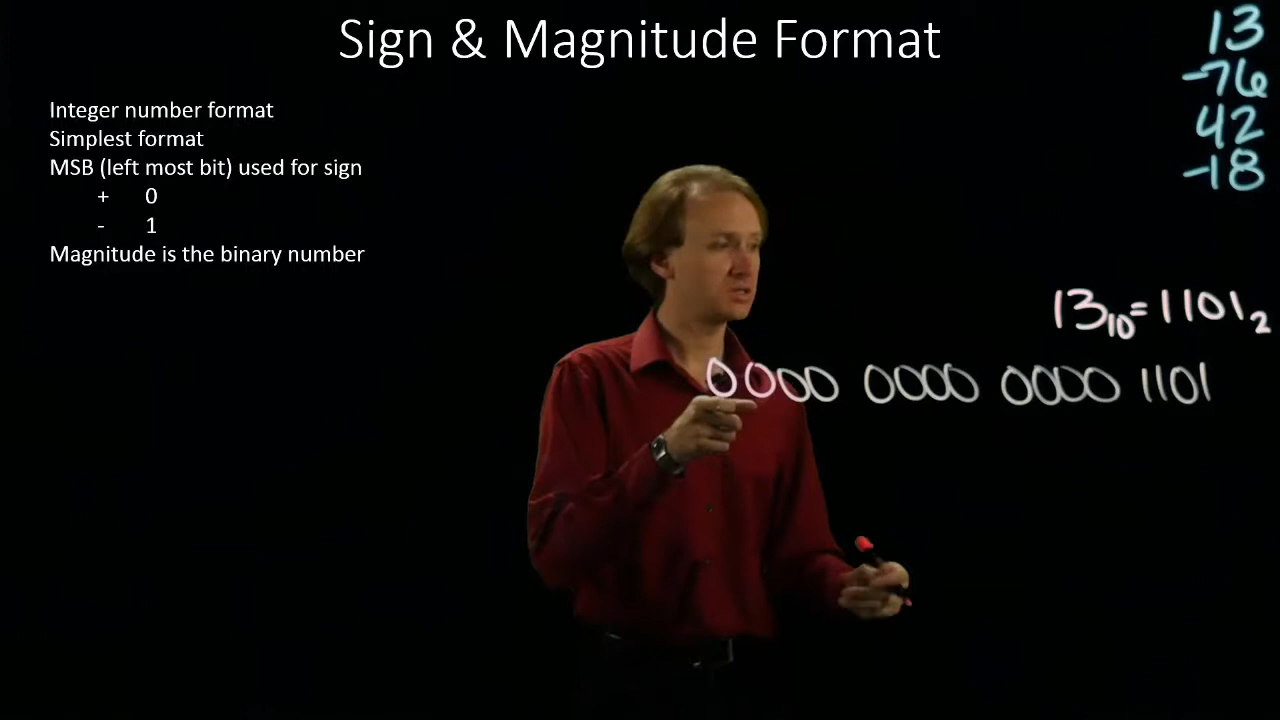 Sign & Magnitude Format
13
-76
42
-18
Integer number format
Simplest format
MSB (left most bit) used for sign
+ 0
- 1
Magnitude is the binary number
13₁₀=1101₂
0000 0000 0000 1101